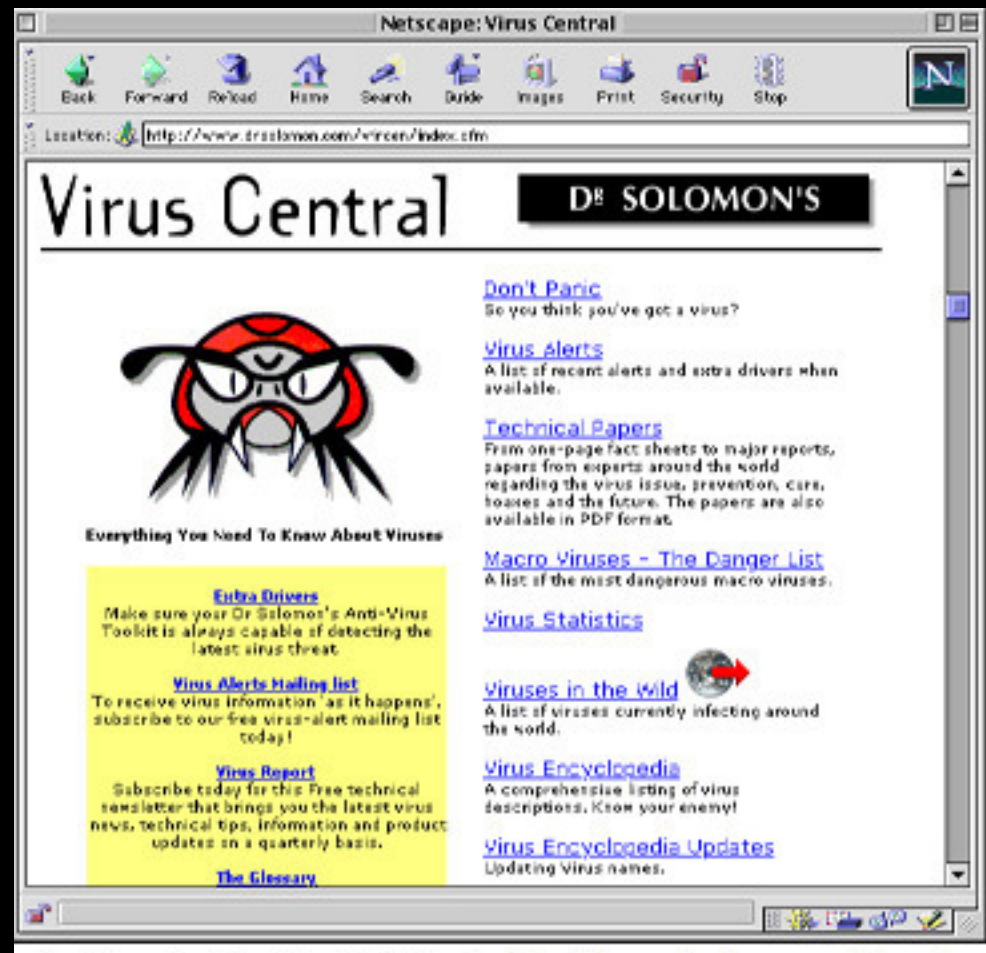 Netscape: Virus Central
Back Forward Reload Home Search Guide Images Print Security Stop
N
Location: http://www.drsolomon.com/vircen/index.cfm
Virus Central
DR SOLOMON'S
Everything You Need To Know About Viruses
Extra Drivers
Make sure your Dr Solomon's Anti-Virus
Toolkit is always capable of detecting the
latest virus threat
Virus Alerts Mailing list
To receive virus information 'as it happens',
subscribe to our free virus-alert mailing list
today!
Virus Report
Subscribe today for this Free technical
newsletter that brings you the latest virus
news, technical tips, information and product
updates on a quarterly basis.
The Glossary
Don't Panic
So you think you've got a virus?
Virus Alerts
A list of recent alerts and extra drivers when
available.
Technical Papers
From one-page fact sheets to major reports,
papers from experts around the world
regarding the virus issue, prevention, cure,
hoaxes and the future. The papers are also
available in PDF format.
Macro Viruses - The Danger List
A list of the most dangerous macro viruses.
Virus Statistics
Viruses in the Wild
A list of viruses currently infecting around
the world.
Virus Encyclopedia
A comprehensive listing of virus
descriptions. Know your enemy!
Virus Encyclopedia Updates
Updating Virus names.